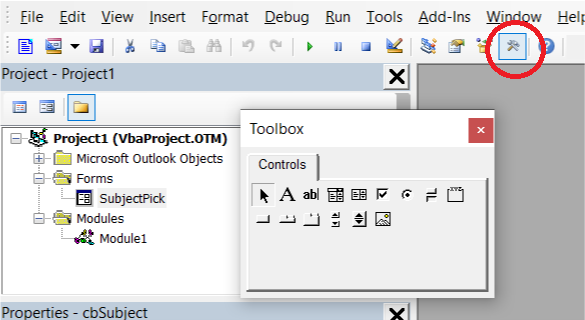 File Edit View Insert Format Debug Run Tools Add-Ins Window Help
Project - Project1
Project1 (VbaProject.OTM)
Microsoft Outlook Objects
Forms
SubjectPick
Modules
Module1
Toolbox
Controls
A ab| XYZ
Properties - cbSubject